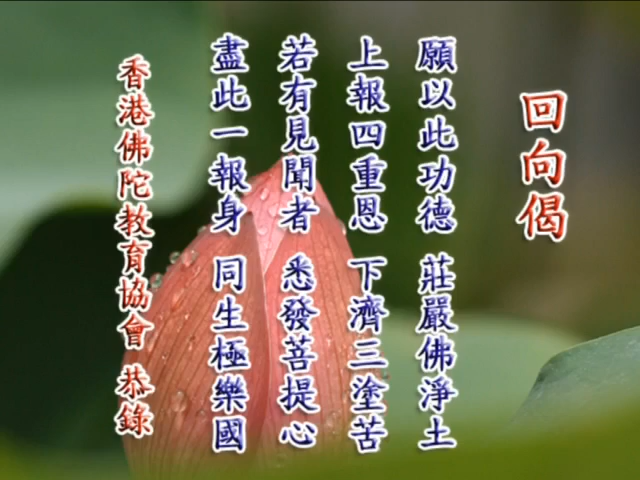 回向偈
願以此功德 莊嚴佛淨土
上報四重恩 下濟三塗苦
若有見聞者 悉發菩提心
盡此一報身 同生極樂國
香港佛陀教育協會 恭錄